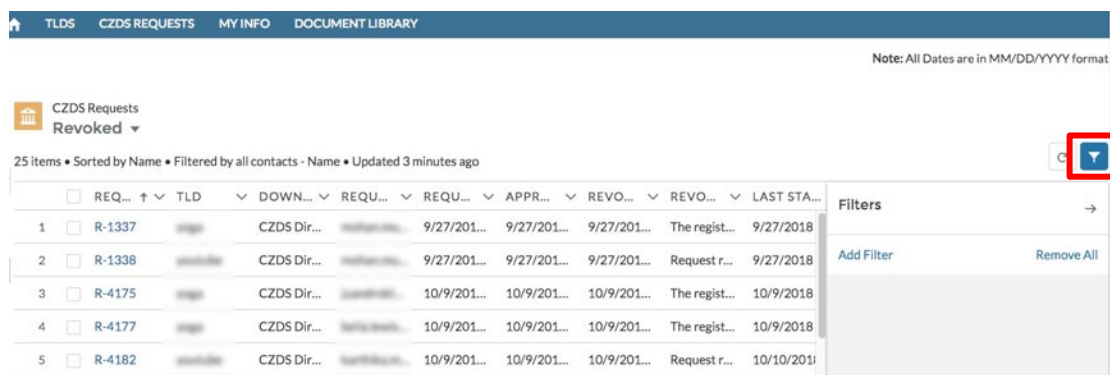 TLDS CZDS REQUESTS MY INFO DOCUMENT LIBRARY
Note: All Dates are in MM/DD/YYYY format
CZDS Requests
Revoked
25 items • Sorted by Name • Filtered by all contacts - Name • Updated 3 minutes ago
REQ... ↑ TLD DOWN... REQU... REQU... APPR... REVO... REVO... LAST STA...
Filters →
1 R-1337 CZDS Dir... 9/27/201... 9/27/201... 9/27/201... The regist... 9/27/2018
Add Filter Remove All
2 R-1338 CZDS Dir... 9/27/201... 9/27/201... 9/27/201... Request r... 9/27/2018
3 R-4175 CZDS Dir... 10/9/201... 10/9/201... 10/9/201... The regist... 10/9/2018
4 R-4177 CZDS Dir... 10/9/201... 10/9/201... 10/9/201... The regist... 10/9/2018
5 R-4182 CZDS Dir... 10/9/201... 10/9/201... 10/9/201... Request r... 10/10/201